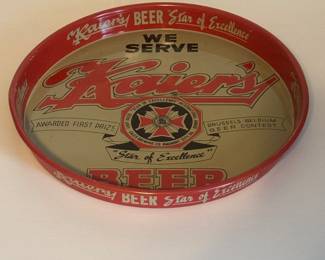 Kaier's BEER "Star of Excellence"
WE
SERVE
Kaier's
AWARDED FIRST PRIZE
BRUSSELS BELGIUM
BEER CONTEST
"Star of Excellence"
BEER
Kaier's BEER Star of Excellence